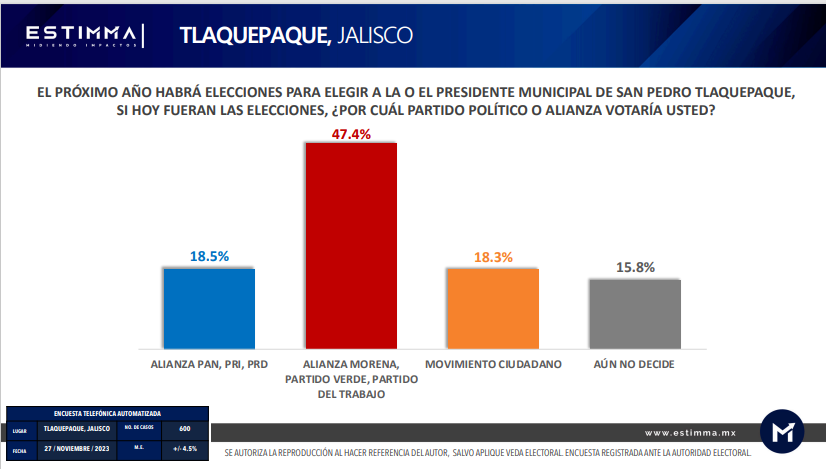 ESTIMMA
MIDIENDO IMPACTOS
TLAQUEPAQUE, JALISCO
EL PRÓXIMO AÑO HABRÁ ELECCIONES PARA ELEGIR A LA O EL PRESIDENTE MUNICIPAL DE SAN PEDRO TLAQUEPAQUE,
SI HOY FUERAN LAS ELECCIONES, ¿POR CUÁL PARTIDO POLÍTICO O ALIANZA VOTARÍA USTED?
47.4%
18.5%
18.3%
15.8%
ALIANZA PAN, PRI, PRD
ALIANZA MORENA,
PARTIDO VERDE, PARTIDO
DEL TRABAJO
MOVIMIENTO CIUDADANO
AÚN NO DECIDE
ENCUESTA TELEFÓNICA AUTOMATIZADA
LUGAR TLAQUEPAQUE, JALISCO NO. DE CASOS 600
FECHA 27 / NOVIEMBRE / 2023 M.E. +/- 4.5%
www.estimma.mx
SE AUTORIZA LA REPRODUCCIÓN AL HACER REFERENCIA DEL AUTOR, SALVO APLIQUE VEDA ELECTORAL. ENCUESTA REGISTRADA ANTE LA AUTORIDAD ELECTORAL.